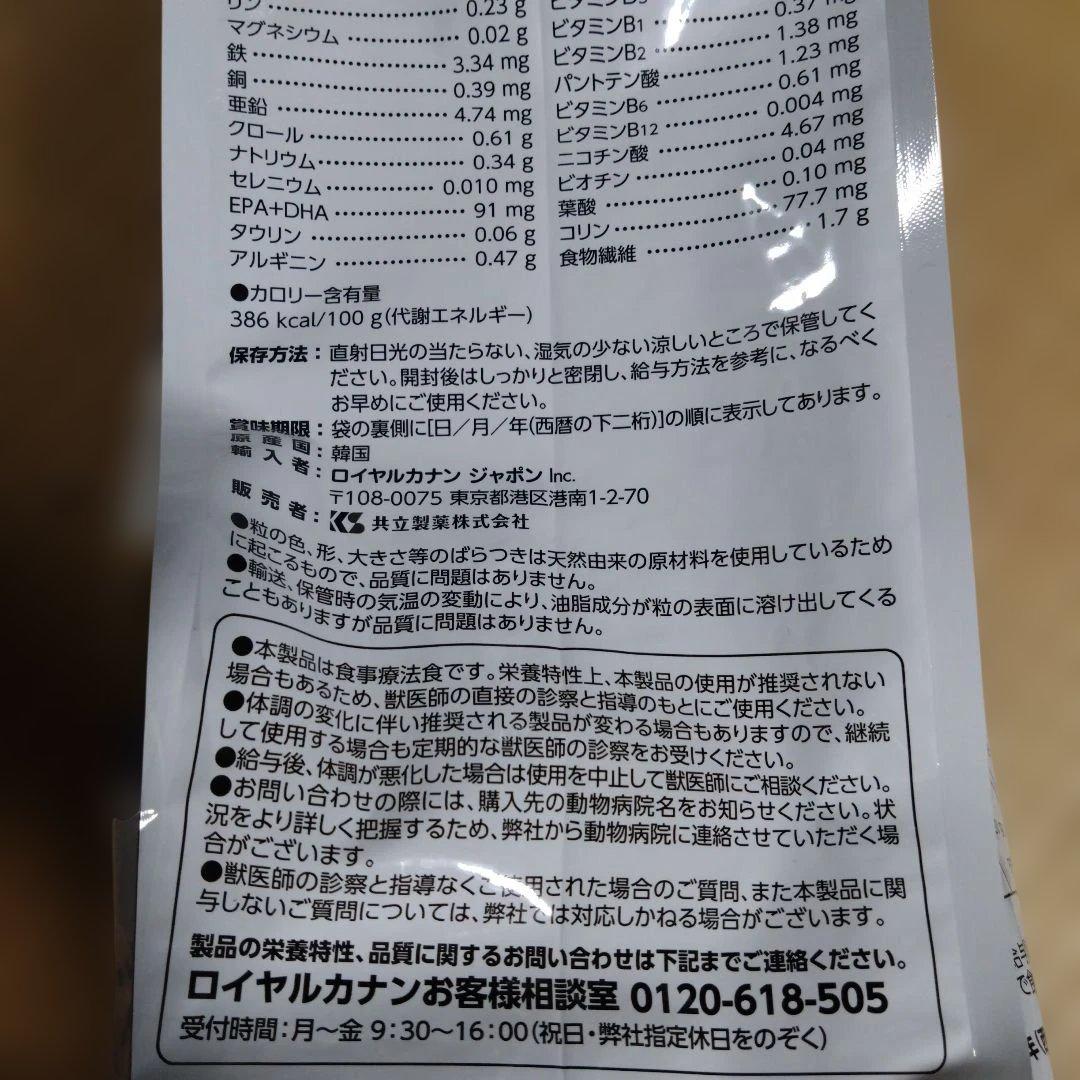 リン ………… 0.23 g
マグネシウム ………… 0.02 g
鉄 ………… 3.34 mg
銅 ………… 0.39 mg
亜鉛 ………… 4.74 mg
クロール ………… 0.61 g
ナトリウム ………… 0.34 g
セレニウム ………… 0.010 mg
EPA+DHA ………… 91 mg
タウリン ………… 0.06 g
アルギニン ………… 0.47 g
ビタミンB1 ………… 0.37 mg
ビタミンB2 ………… 1.38 mg
パントテン酸 ………… 1.23 mg
ビタミンB6 ………… 0.61 mg
ビタミンB12 ………… 0.004 mg
ニコチン酸 ………… 4.67 mg
ビオチン ………… 0.04 mg
葉酸 ………… 0.10 mg
コリン ………… 77.7 mg
食物繊維 ………… 1.7 g
●カロリー含有量
386 kcal/100 g(代謝エネルギー)
保存方法：直射日光の当たらない、湿気の少ない涼しいところで保管してく
ださい。開封後はしっかりと密閉し、給与方法を参考に、なるべく
お早めにご使用ください。
賞味期限：袋の裏側に[日／月／年(西暦の下二桁)]の順に表示してあります。
原産国：韓国
輸入者：ロイヤルカナン ジャポン Inc.
〒108-0075 東京都港区港南1-2-70
販売者：KS 共立製薬株式会社
●粒の色、形、大きさ等のばらつきは天然由来の原材料を使用しているため
に起こるもので、品質に問題はありません。
●輸送、保管時の気温の変動により、油脂成分が粒の表面に溶け出してくる
こともありますが品質に問題はありません。
●本製品は食事療法食です。栄養特性上、本製品の使用が推奨されない
場合もあるため、獣医師の直接の診察と指導のもとにご使用ください。
●体調の変化に伴い推奨される製品が変わる場合もありますので、継続
して使用する場合も定期的な獣医師の診察をお受けください。
●給与後、体調が悪化した場合は使用を中止して獣医師にご相談ください。
●お問い合わせの際には、購入先の動物病院名をお知らせください。状
況をより詳しく把握するため、弊社から動物病院に連絡させていただく場
合がございます。
●獣医師の診察と指導なくご使用された場合のご質問、また本製品に関
与しないご質問については、弊社では対応しかねる場合がございます。
製品の栄養特性、品質に関するお問い合わせは下記までご連絡ください。
ロイヤルカナンお客様相談室 0120-618-505
受付時間：月～金 9：30～16：00(祝日・弊社指定休日をのぞく)